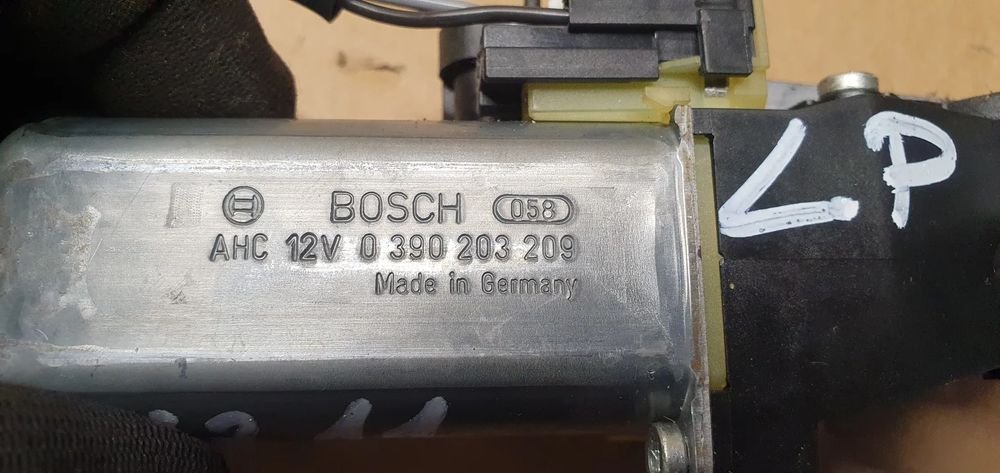 BOSCH 058
AHC 12V 0 390 203 209
Made in Germany
LP